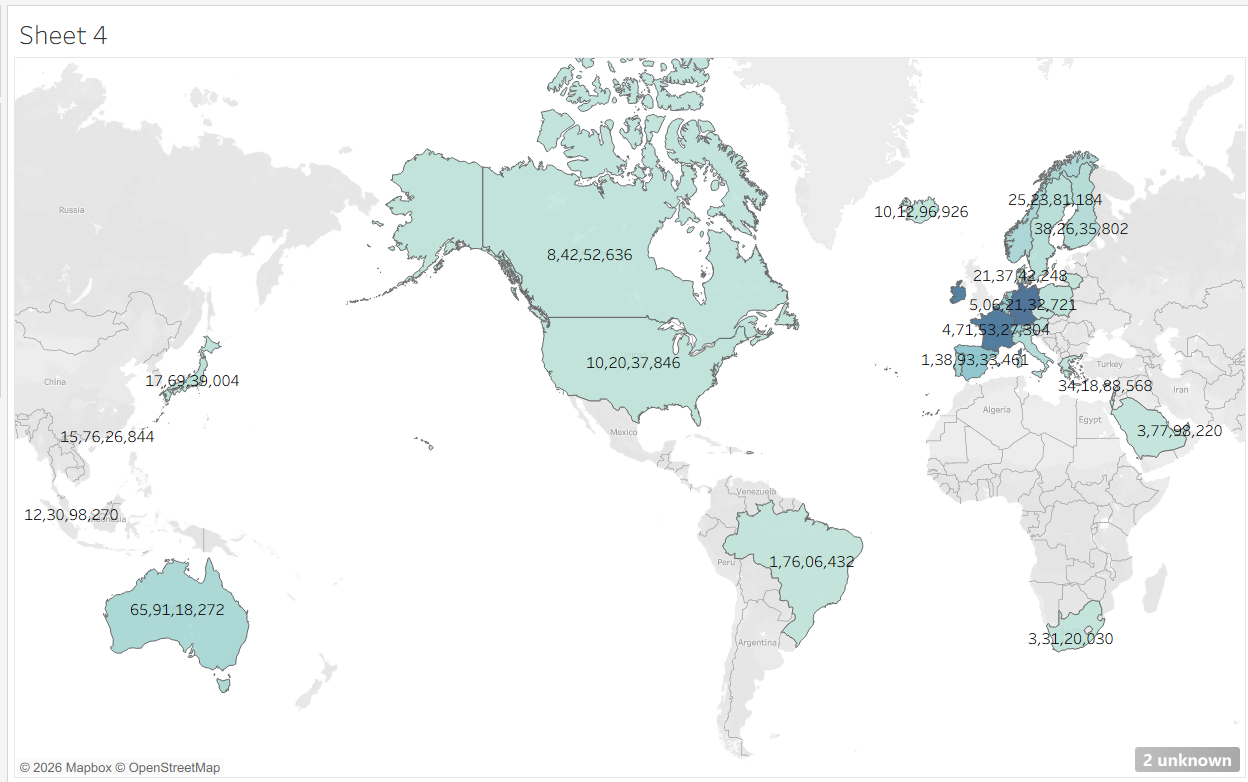 Sheet 4
Russia
25,23,81,184
10,12,96,926
38,26,35,802
8,42,52,636
21,37,42,248
5,06,21,32,721
4,71,53,27,304
1,38,93,33,461
10,20,37,846
Turkey
17,69,39,004
China
34,18,88,568
Iran
Algeria
Egypt
Mexico
3,77,98,220
15,76,26,844
Venezuela
12,30,98,270
Peru
1,76,06,432
65,91,18,272
Argentina
3,31,20,030
2 unknown
© 2026 Mapbox © OpenStreetMap